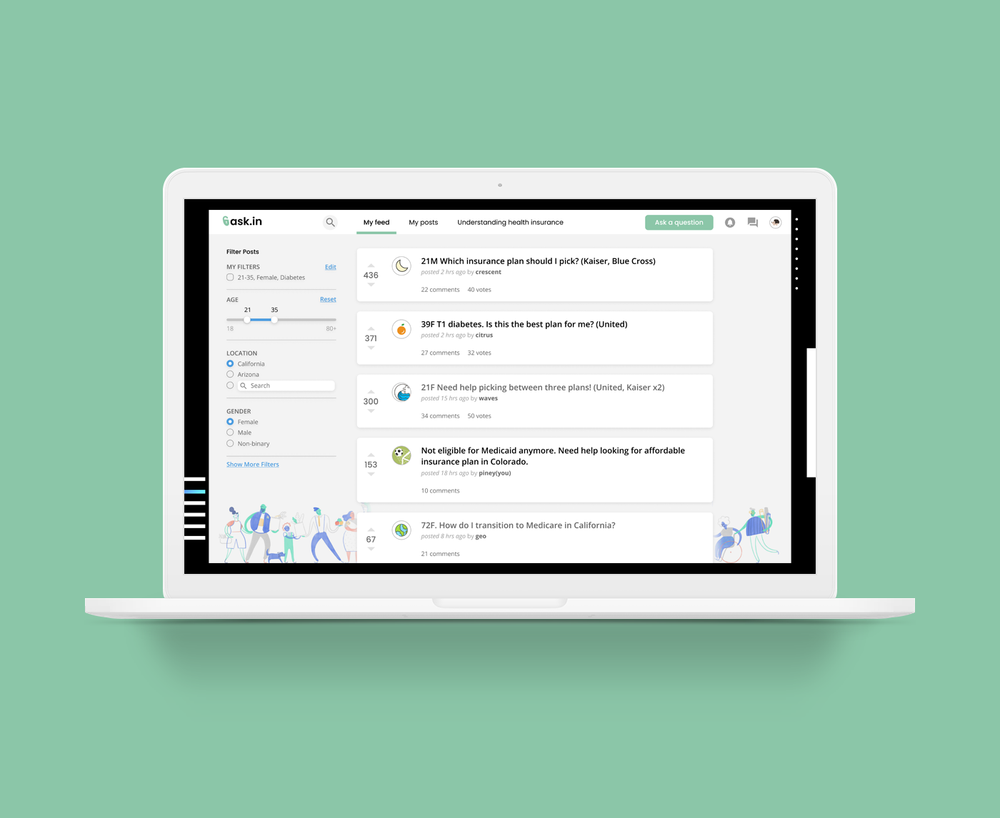 ask.in
My feed
My posts
Understanding health insurance
Ask a question
Filter Posts
MY FILTERS
Edit
21-35, Female, Diabetes
AGE
Reset
21
35
18
80+
LOCATION
California
Arizona
Search
GENDER
Female
Male
Non-binary
Show More Filters
436
21M Which insurance plan should I pick? (Kaiser, Blue Cross)
posted 2 hrs ago by crescent
22 comments
40 votes
371
39F T1 diabetes. Is this the best plan for me? (United)
posted 2 hrs ago by citrus
27 comments
32 votes
300
21F Need help picking between three plans! (United, Kaiser x2)
posted 15 hrs ago by waves
34 comments
50 votes
153
Not eligible for Medicaid anymore. Need help looking for affordable
insurance plan in Colorado.
posted 18 hrs ago by piney(you)
10 comments
67
72F. How do I transition to Medicare in California?
posted 8 hrs ago by geo
21 comments